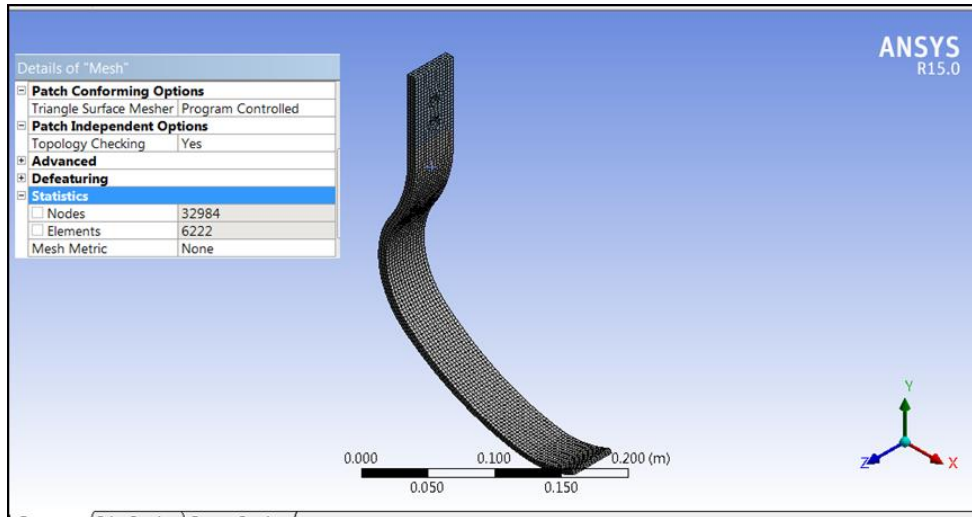 ANSYS
R15.0
Details of "Mesh"
Patch Conforming Options
Triangle Surface Mesher Program Controlled
Patch Independent Options
Topology Checking Yes
Advanced
Defeaturing
Statistics
Nodes 32984
Elements 6222
Mesh Metric None
0.000 0.100 0.200 (m)
0.050 0.150
Y
Z X